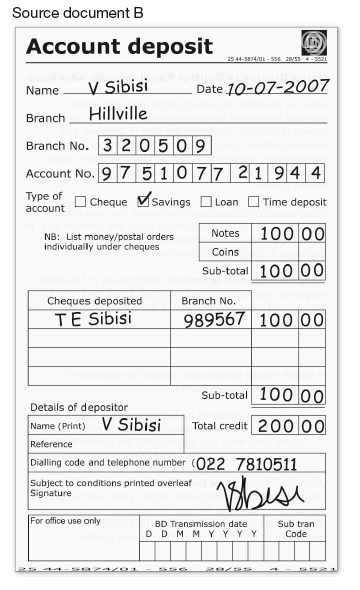 Source document B
Account deposit
25 44-5874/01 - 556 28/55 4 - 5521
Name V Sibisi Date 10-07-2007
Branch Hillville
Branch No. 3 2 0 5 0 9
Account No. 9 7 5 1 0 7 7 2 1 9 4 4
Type of account Cheque Savings Loan Time deposit
NB: List money/postal orders individually under cheques
Notes 100 00
Coins
Sub-total 100 00
Cheques deposited Branch No.
T E Sibisi 989567 100 00
Sub-total 100 00
Details of depositor
Name (Print) V Sibisi Total credit 200 00
Reference
Dialling code and telephone number (022 7810511
Subject to conditions printed overleaf
Signature VSibisi
For office use only BD Transmission date Sub tran Code
D D M M Y Y Y Y
25 44-5874/01 - 556 28/55 4 - 5521